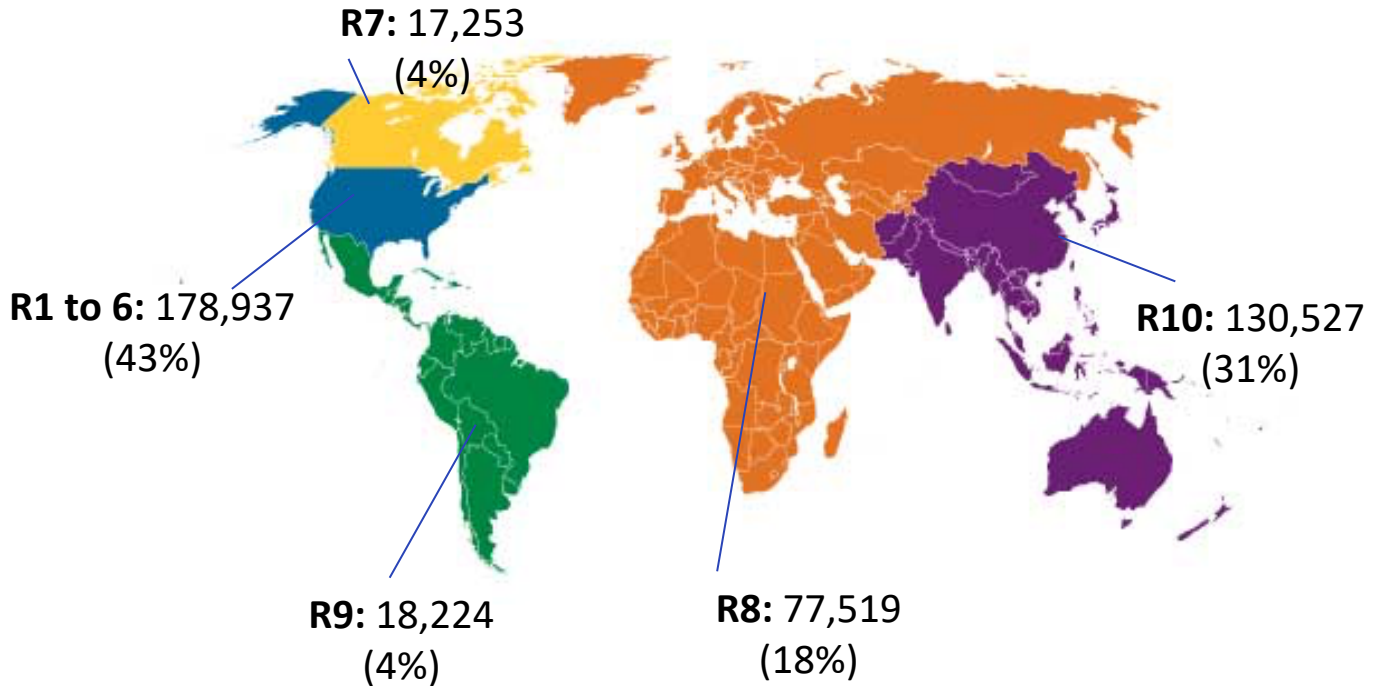 R7: 17,253
(4%)
R1 to 6: 178,937
(43%)
R10: 130,527
(31%)
R9: 18,224
(4%)
R8: 77,519
(18%)